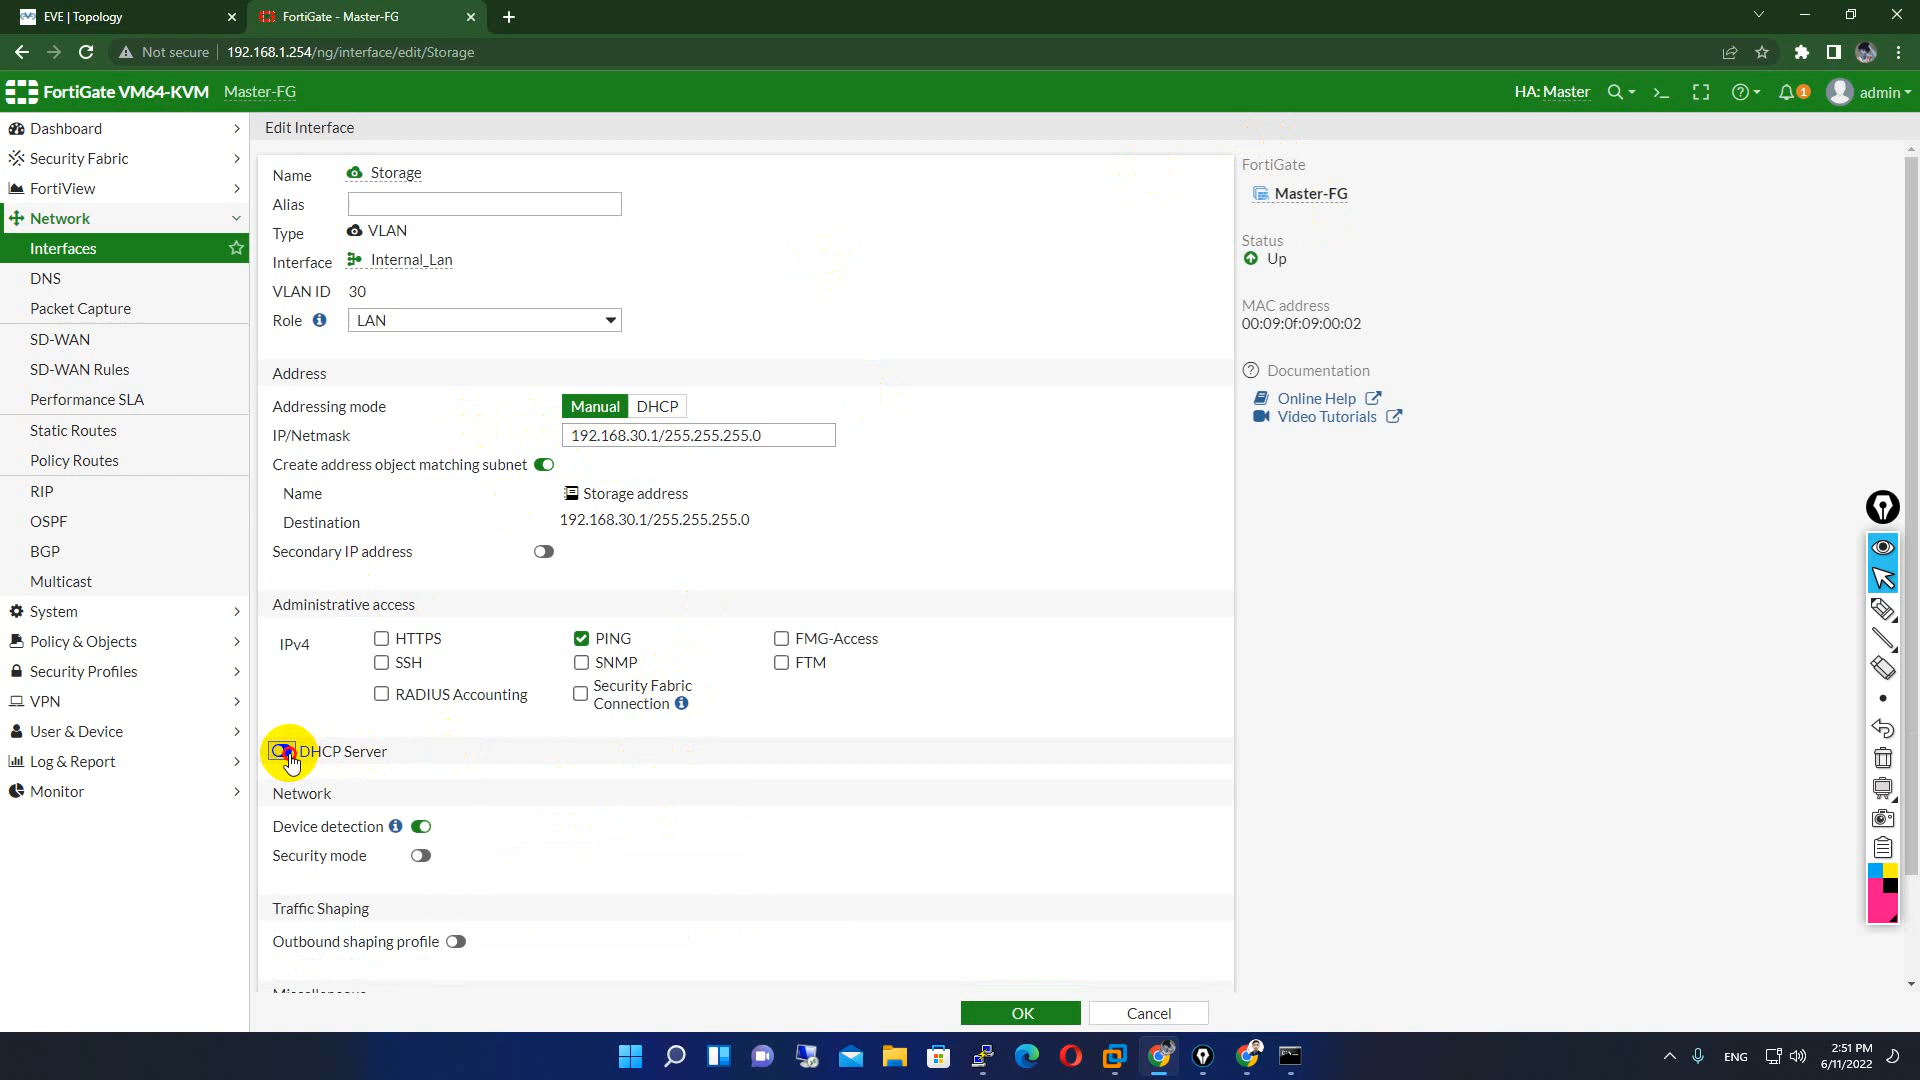 EVE | Topology
FortiGate - Master-FG
Not secure
192.168.1.254/ng/interface/edit/Storage
FortiGate VM64-KVM
Master-FG
HA: Master
1
admin
Dashboard
Security Fabric
FortiView
Network
Interfaces
DNS
Packet Capture
SD-WAN
SD-WAN Rules
Performance SLA
Static Routes
Policy Routes
RIP
OSPF
BGP
Multicast
System
Policy & Objects
Security Profiles
VPN
User & Device
Log & Report
Monitor
Edit Interface
Name Storage
Alias
Type VLAN
Interface Internal_Lan
VLAN ID 30
Role LAN
Address
Addressing mode Manual DHCP
IP/Netmask 192.168.30.1/255.255.255.0
Create address object matching subnet
Name Storage address
Destination 192.168.30.1/255.255.255.0
Secondary IP address
Administrative access
IPv4 HTTPS PING FMG-Access
SSH SNMP FTM
RADIUS Accounting Security Fabric
Connection
DHCP Server
Network
Device detection
Security mode
Traffic Shaping
Outbound shaping profile
Miscellaneous
OK Cancel
FortiGate
Master-FG
Status
Up
MAC address
00:09:0f:09:00:02
Documentation
Online Help
Video Tutorials
ENG
2:51 PM
6/11/2022